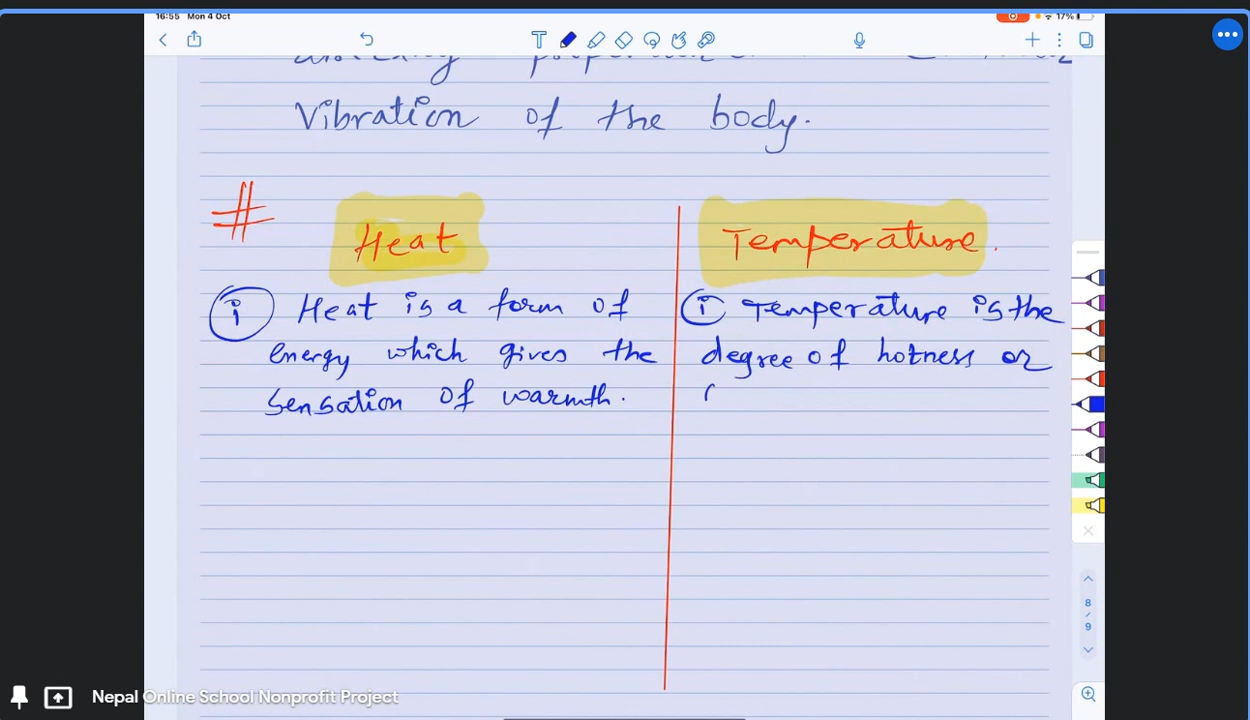 16:55 Mon 4 Oct
17%
Vibration of the body.
# Heat
Temperature.
i Heat is a form of
energy which gives the
sensation of warmth.
i Temperature is the
degree of hotness or
8
/
9
Nepal Online School Nonprofit Project